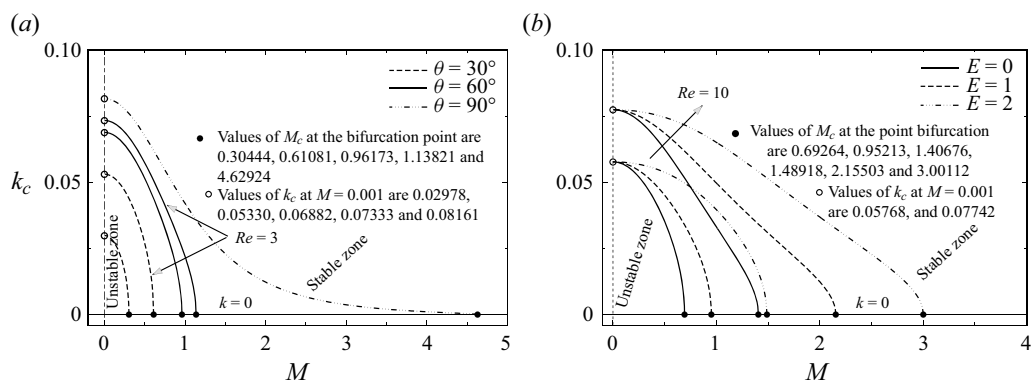 (a)
0.10
θ = 30°
θ = 60°
θ = 90°
Values of M_c at the bifurcation point are
0.30444, 0.61081, 0.96173, 1.13821 and
4.62924
k_c
0.05
Values of k_c at M = 0.001 are 0.02978,
0.05330, 0.06882, 0.07333 and 0.08161
Re = 3
Unstable zone
Stable zone
k = 0
0
0 1 2 3 4 5
M
(b)
0.10
E = 0
E = 1
E = 2
Re = 10
Values of M_c at the point bifurcation
are 0.69264, 0.95213, 1.40676,
1.48918, 2.15503 and 3.00112
0.05
Values of k_c at M = 0.001
are 0.05768, and 0.07742
Unstable zone
Stable zone
k = 0
0
0 1 2 3 4
M